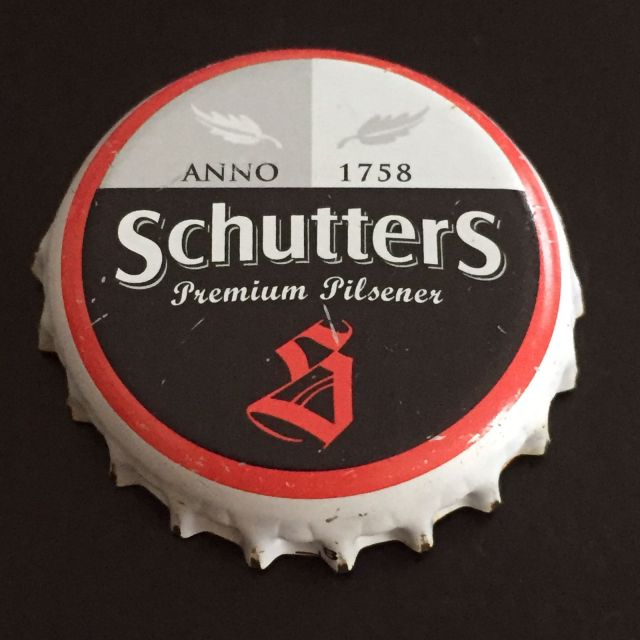 ANNO 1758
SchutterS
Premium Pilsener
S